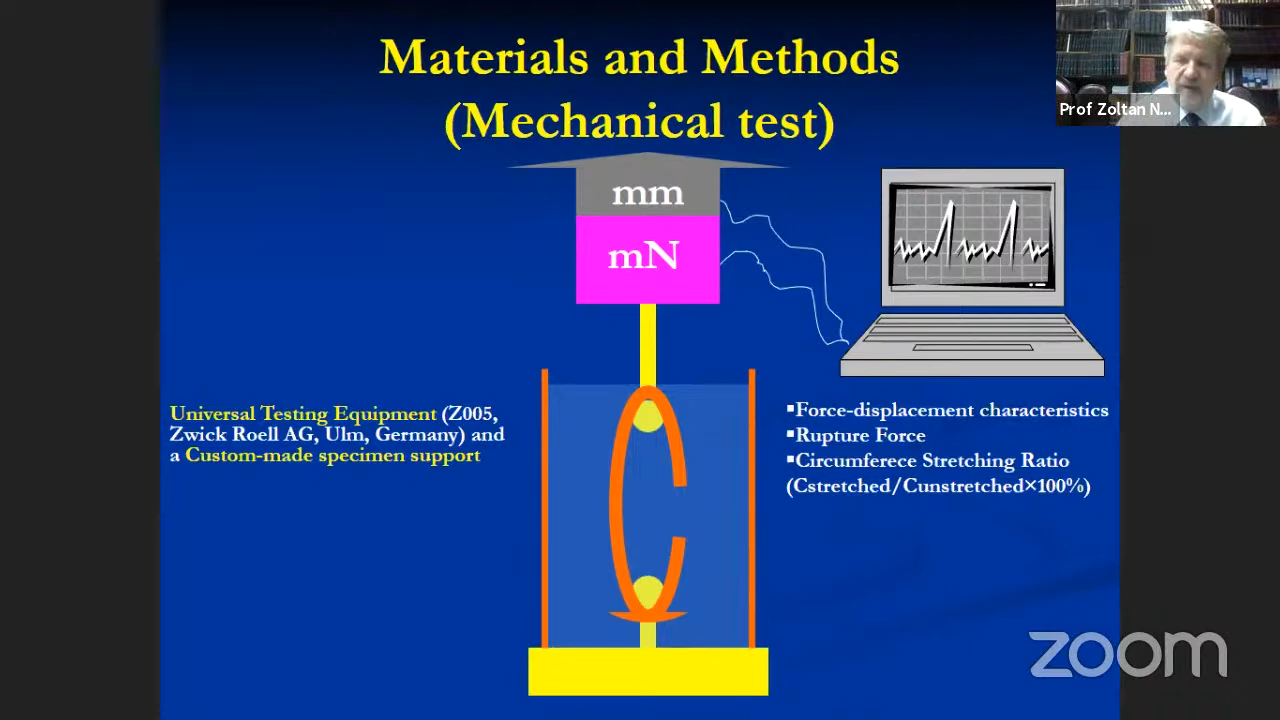 Materials and Methods
(Mechanical test)
Prof Zoltan N...
mm
mN
Universal Testing Equipment (Z005,
Zwick Roell AG, Ulm, Germany) and
a Custom-made specimen support
▪Force-displacement characteristics
▪Rupture Force
▪Circumferece Stretching Ratio
(Cstretched/Cunstretched×100%)
zoom